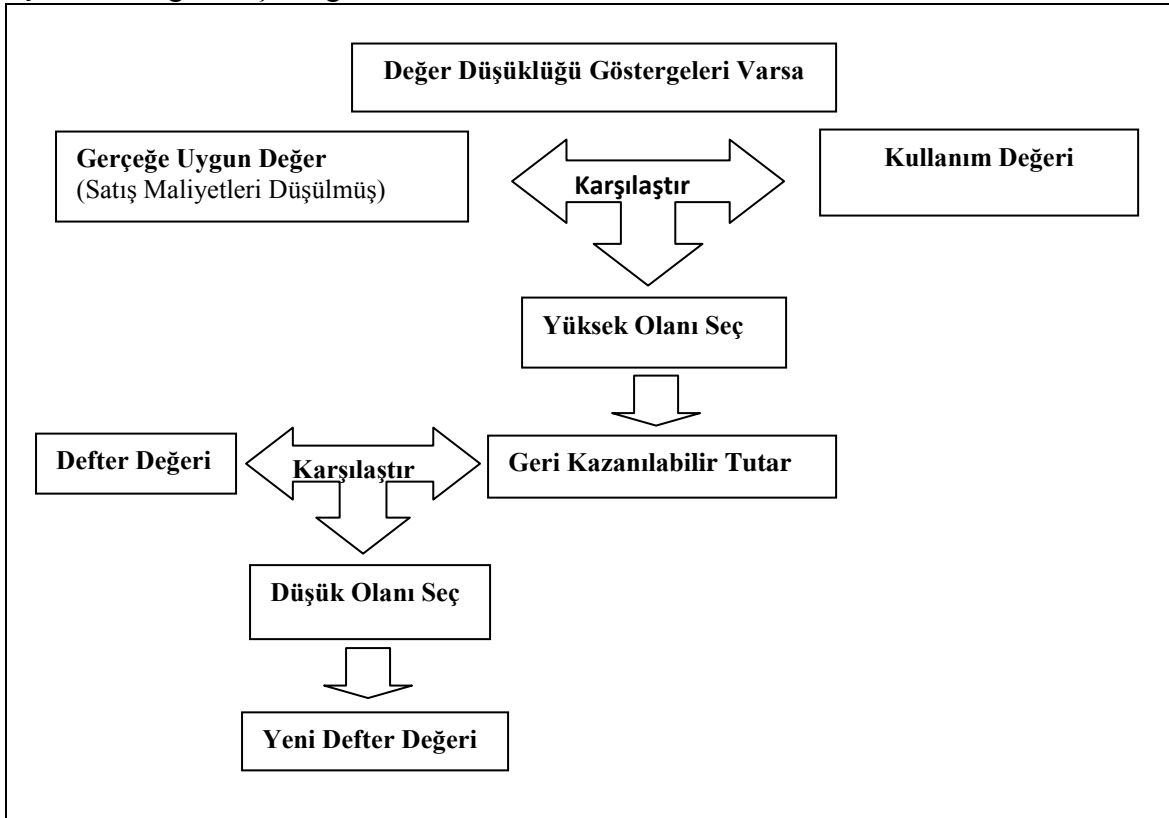 Değer Düşüklüğü Göstergeleri Varsa
Gerçeğe Uygun Değer
(Satış Maliyetleri Düşülmüş)
Karşılaştır
Kullanım Değeri
Yüksek Olanı Seç
Defter Değeri
Karşılaştır
Geri Kazanılabilir Tutar
Düşük Olanı Seç
Yeni Defter Değeri